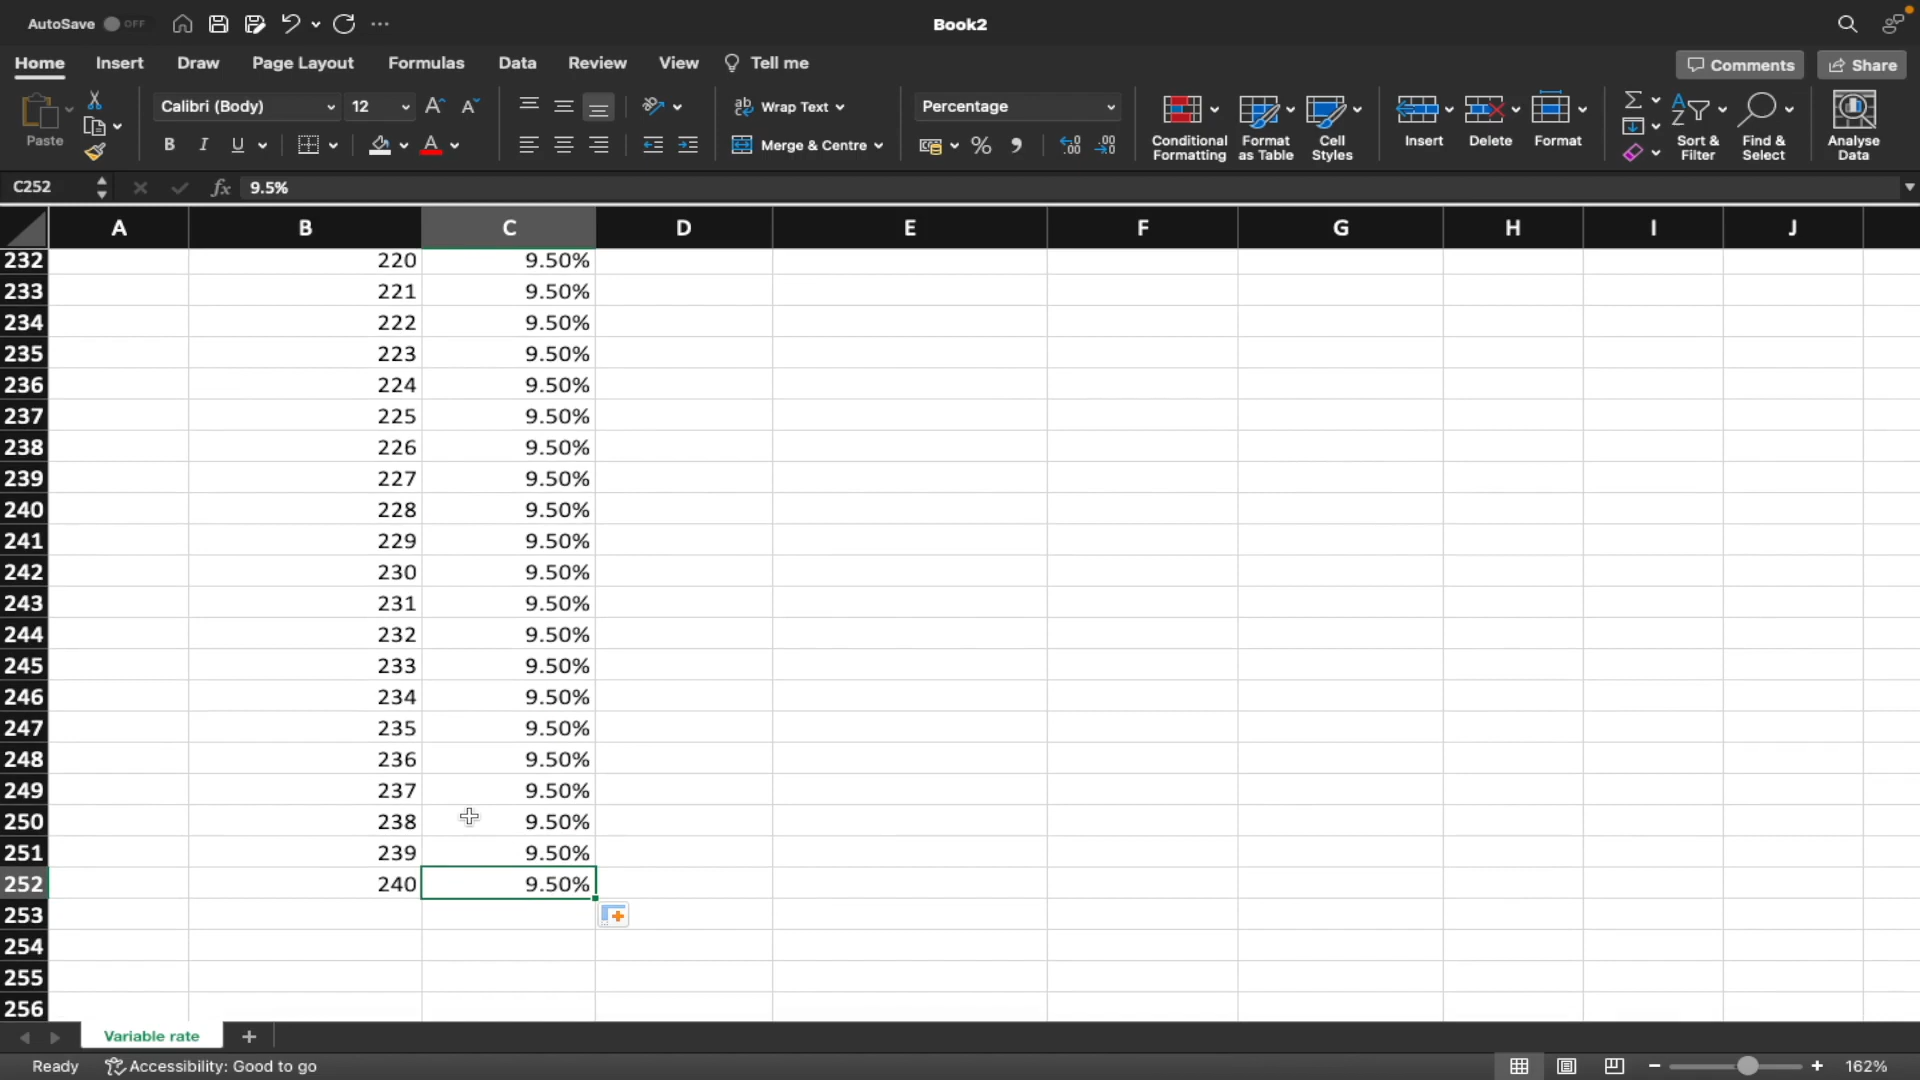 AutoSave OFF Book2
Home Insert Draw Page Layout Formulas Data Review View Tell me Comments Share
Paste Calibri (Body) 12 A A ab Wrap Text Percentage
B I U A Merge & Centre % .00 .00
Conditional Formatting Format as Table Cell Styles Insert Delete Format Sort & Filter Find & Select Analyse Data
C252 fx 9.5%
A B C D E F G H I J
232 220 9.50%
233 221 9.50%
234 222 9.50%
235 223 9.50%
236 224 9.50%
237 225 9.50%
238 226 9.50%
239 227 9.50%
240 228 9.50%
241 229 9.50%
242 230 9.50%
243 231 9.50%
244 232 9.50%
245 233 9.50%
246 234 9.50%
247 235 9.50%
248 236 9.50%
249 237 9.50%
250 238 9.50%
251 239 9.50%
252 240 9.50%
253
254
255
256
Variable rate
Ready Accessibility: Good to go 162%